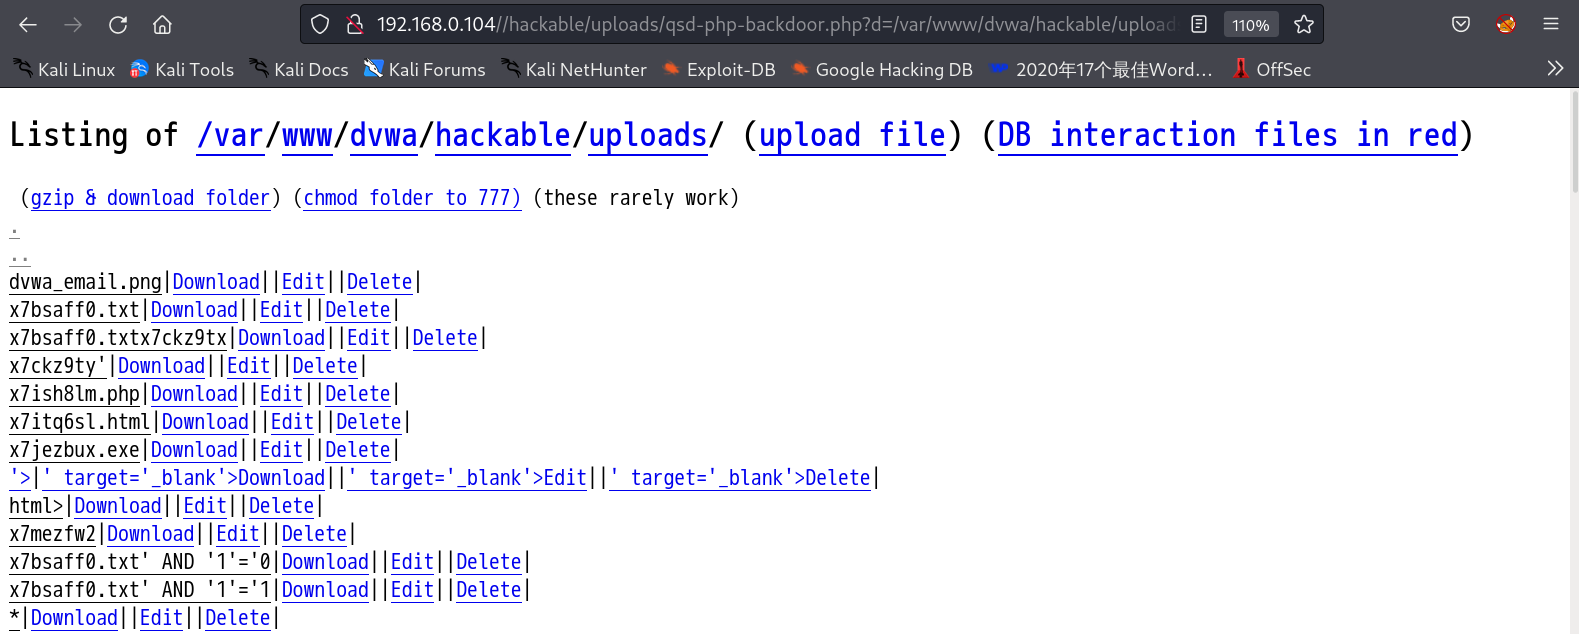 192.168.0.104//hackable/uploads/qsd-php-backdoor.php?d=/var/www/dvwa/hackable/upload 110%
Kali Linux Kali Tools Kali Docs Kali Forums Kali NetHunter Exploit-DB Google Hacking DB 2020年17个最佳Word... OffSec
Listing of /var/www/dvwa/hackable/uploads/ (upload file) (DB interaction files in red)
(gzip & download folder) (chmod folder to 777) (these rarely work)
.
..
dvwa_email.png|Download||Edit||Delete|
x7bsaff0.txt|Download||Edit||Delete|
x7bsaff0.txtx7ckz9tx|Download||Edit||Delete|
x7ckz9ty'|Download||Edit||Delete|
x7ish8lm.php|Download||Edit||Delete|
x7itq6sl.html|Download||Edit||Delete|
x7jezbux.exe|Download||Edit||Delete|
'>|' target='_blank'>Download||' target='_blank'>Edit||' target='_blank'>Delete|
html>|Download||Edit||Delete|
x7mezfw2|Download||Edit||Delete|
x7bsaff0.txt' AND '1'='0|Download||Edit||Delete|
x7bsaff0.txt' AND '1'='1|Download||Edit||Delete|
*|Download||Edit||Delete|